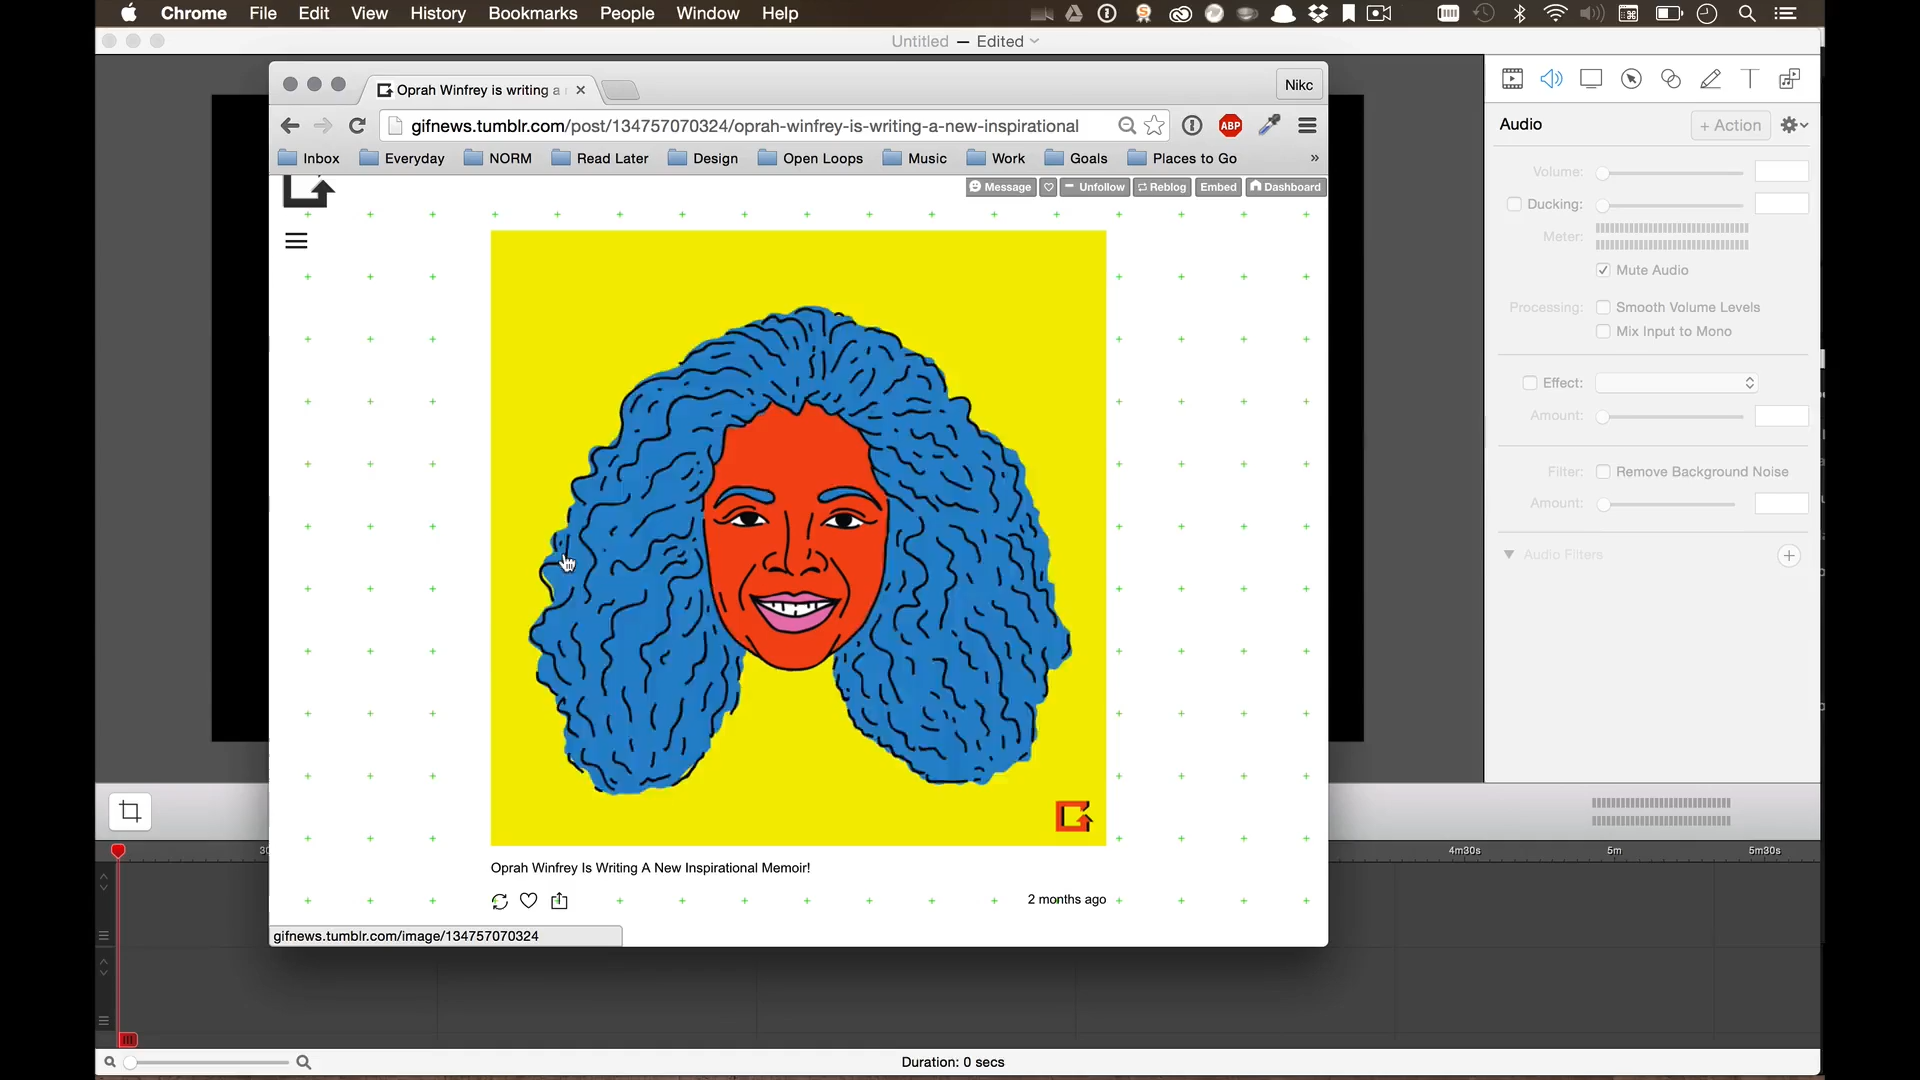 Chrome File Edit View History Bookmarks People Window Help
Untitled — Edited
Oprah Winfrey is writing a
Nikc
gifnews.tumblr.com/post/134757070324/oprah-winfrey-is-writing-a-new-inspirational
ABP
Inbox Everyday NORM Read Later Design Open Loops Music Work Goals Places to Go »
Message Unfollow Reblog Embed Dashboard
Oprah Winfrey Is Writing A New Inspirational Memoir!
2 months ago
gifnews.tumblr.com/image/134757070324
Audio
+ Action
Volume:
Ducking:
Meter:
Mute Audio
Processing: Smooth Volume Levels
Mix Input to Mono
Effect:
Amount:
Filter: Remove Background Noise
Amount:
Audio Filters
4m30s 5m 5m30s
Duration: 0 secs